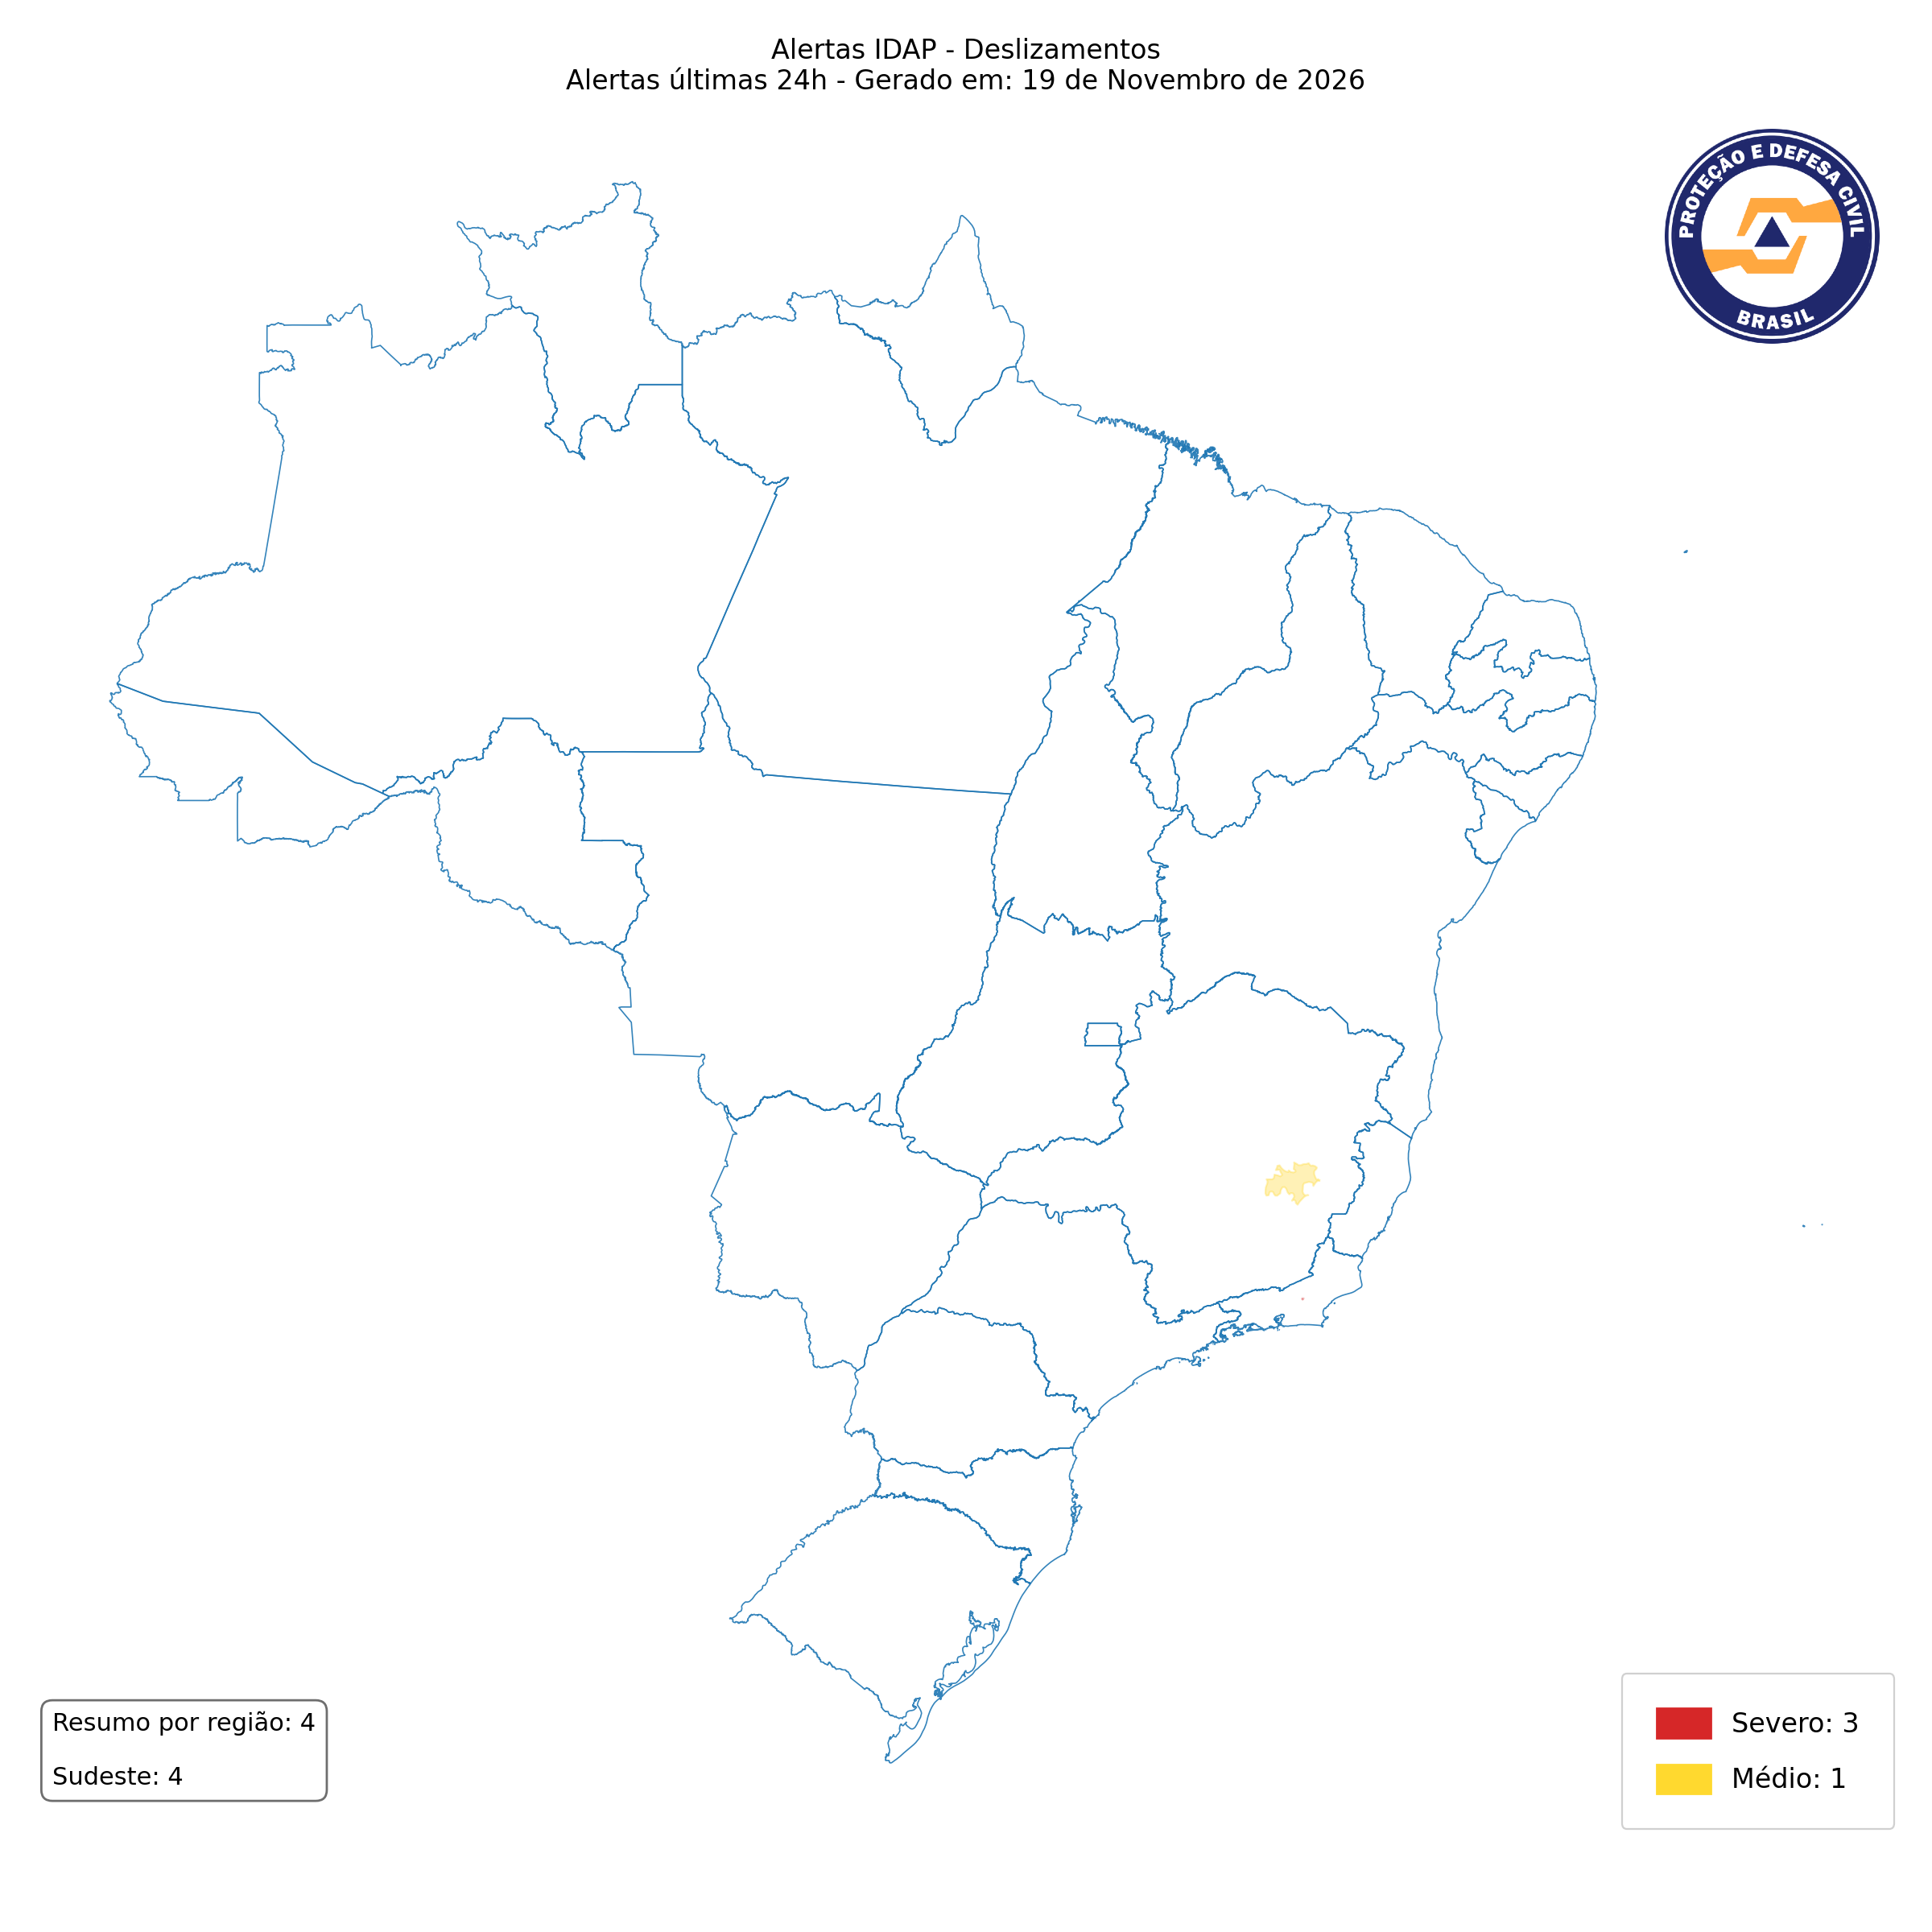 Alertas IDAP - Deslizamentos
Alertas últimas 24h - Gerado em: 19 de Novembro de 2026
PROTEÇÃO E DEFESA CIVIL
BRASIL
Resumo por região: 4
Sudeste: 4
Severo: 3
Médio: 1